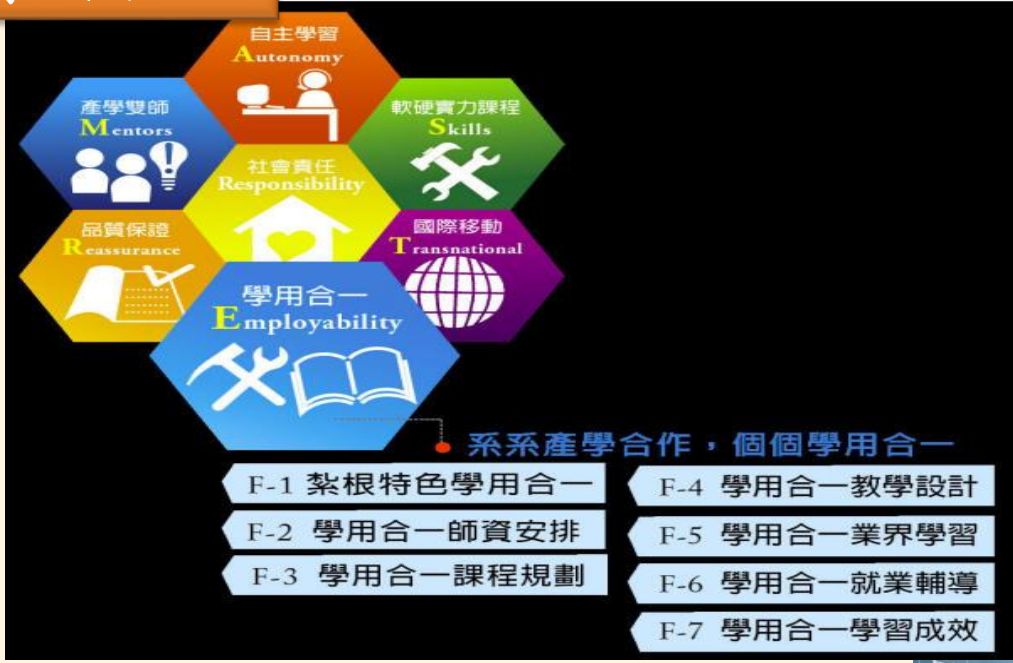 自主學習
Autonomy
產學雙師
Mentors
軟硬實力課程
Skills
社會責任
Responsibility
品質保證
Reassurance
國際移動
Transnational
學用合一
Employability
系系產學合作，個個學用合一
F-1 紮根特色學用合一
F-2 學用合一師資安排
F-3 學用合一課程規劃
F-4 學用合一教學設計
F-5 學用合一業界學習
F-6 學用合一就業輔導
F-7 學用合一學習成效